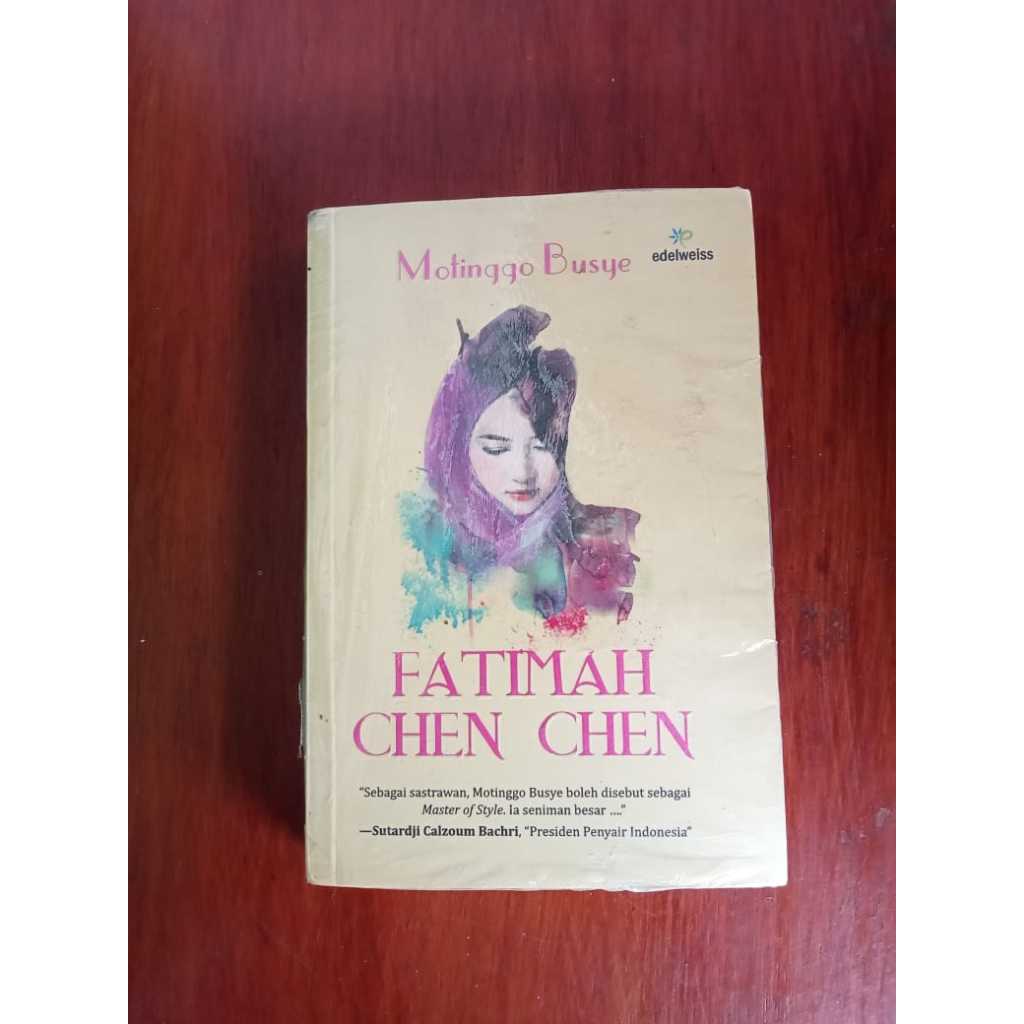 Motinggo Busye
edelweiss
FATIMAH
CHEN CHEN
“Sebagai sastrawan, Motinggo Busye boleh disebut sebagai
Master of Style. Ia seniman besar ....”
—Sutardji Calzoum Bachri, “Presiden Penyair Indonesia”